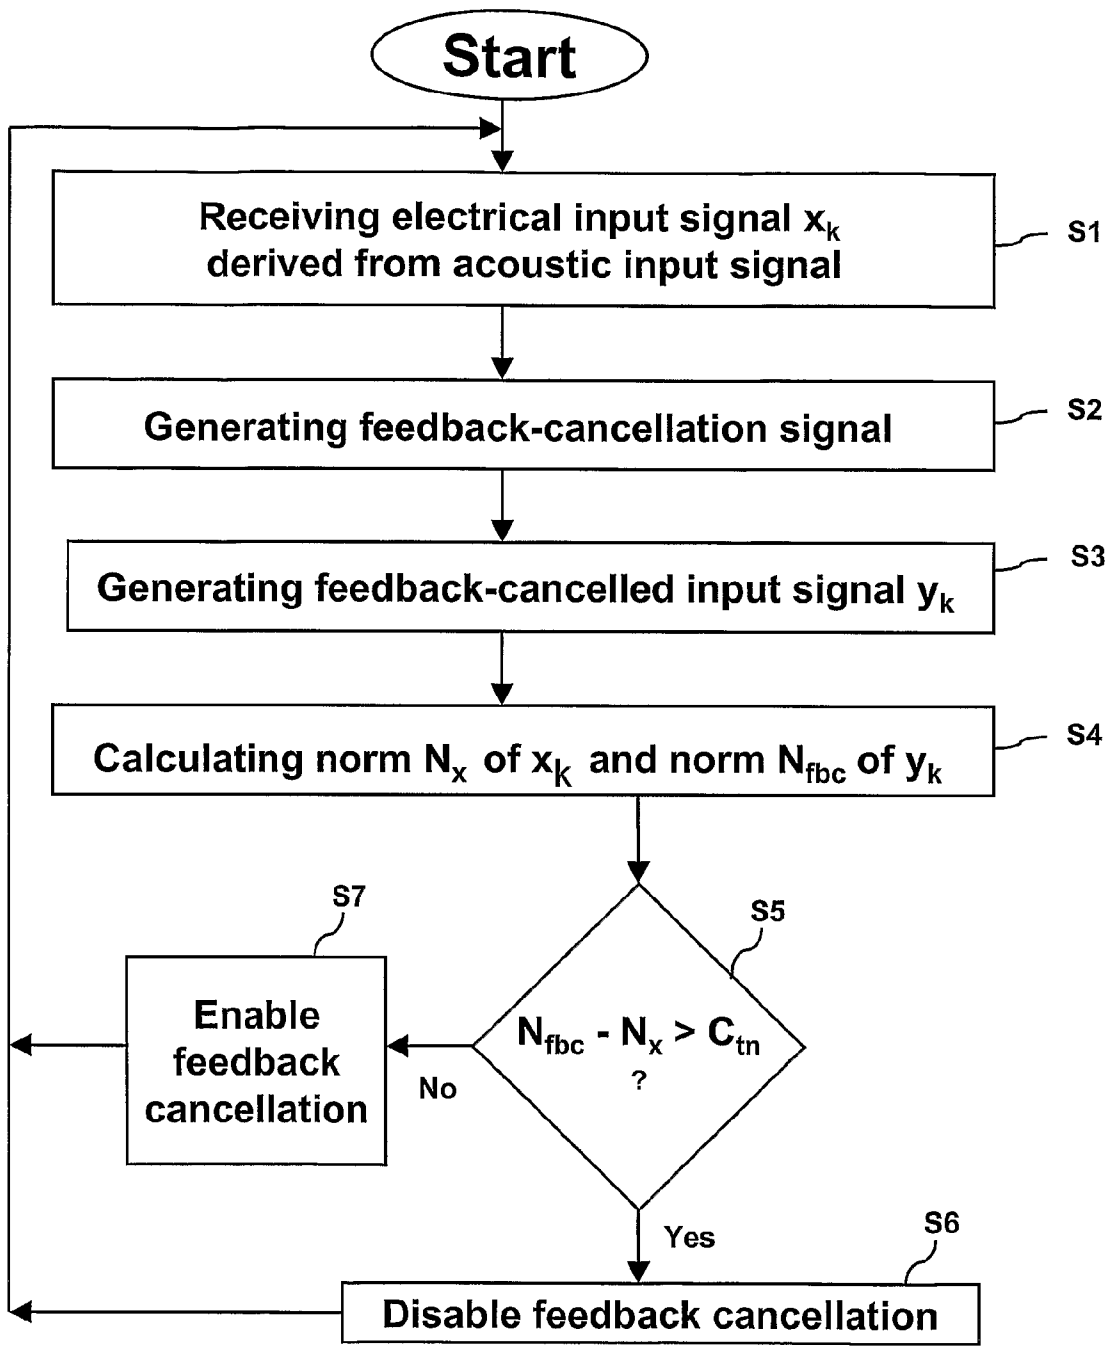 Start
Receiving electrical input signal xk
derived from acoustic input signal
S1
Generating feedback-cancellation signal
S2
Generating feedback-cancelled input signal yk
S3
Calculating norm Nx of xk and norm Nfbc of yk
S4
S7
S5
Enable
feedback
cancellation
Nfbc - Nx > Ctn
?
No
Yes
S6
Disable feedback cancellation